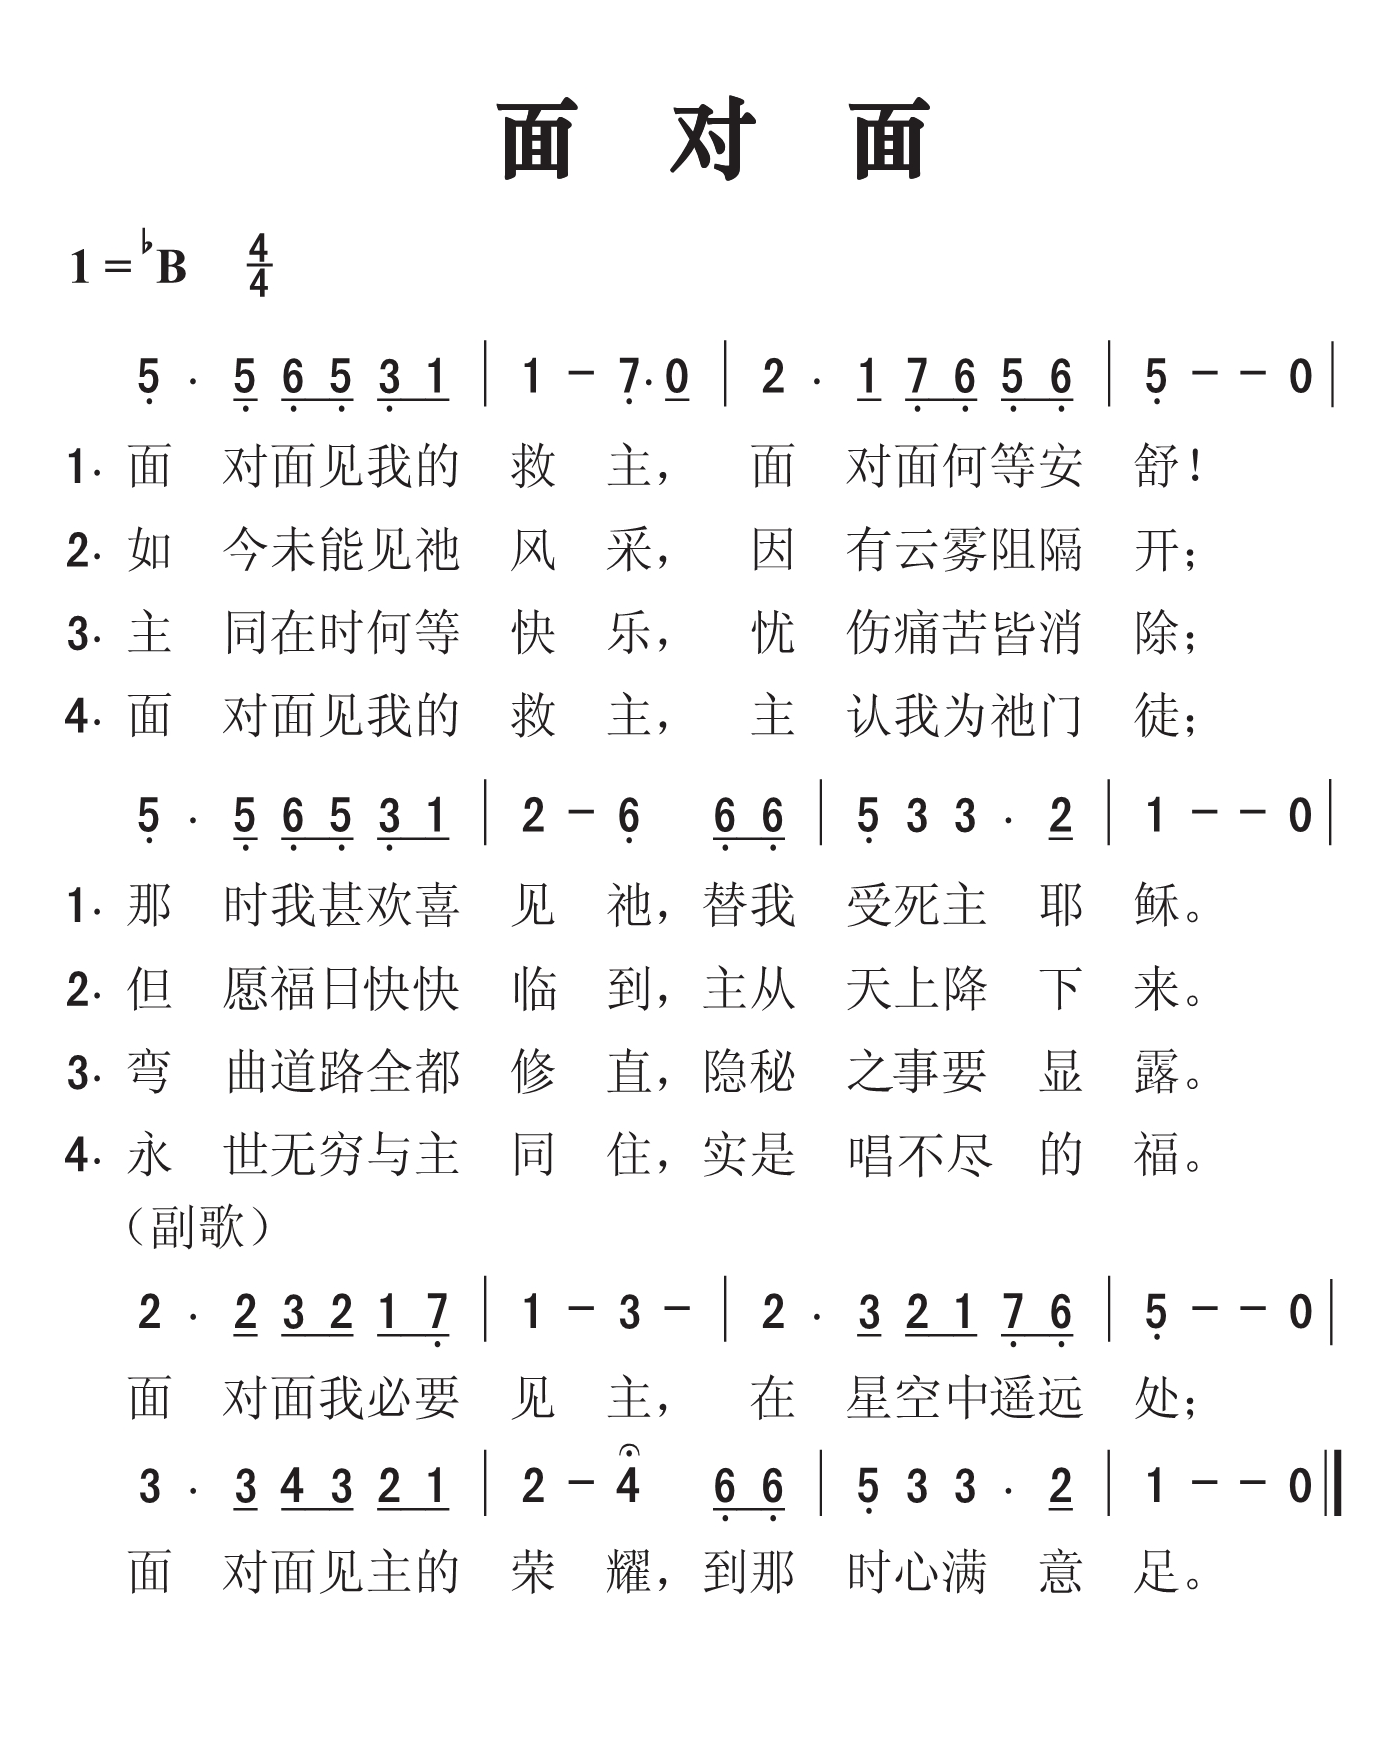 面 对 面
1=♭B 4/4
5̣ . 5̣ 6̣ 5̣ 3̣ 1 | 1 － 7̣ . 0 | 2 . 1 7̣ 6̣ 5̣ 6̣ | 5̣ － － 0 |
1. 面 对面见我的 救 主， 面 对面何等安 舒！
2. 如 今未能见祂 风 采， 因 有云雾阻隔 开；
3. 主 同在时何等 快 乐， 忧 伤痛苦皆消 除；
4. 面 对面见我的 救 主， 主 认我为祂门 徒；
5̣ . 5̣ 6̣ 5̣ 3̣ 1 | 2 － 6̣ 6̣ 6̣ | 5̣ 3 3 . 2 | 1 － － 0 |
1. 那 时我甚欢喜 见 祂，替我 受死主 耶 稣。
2. 但 愿福日快快 临 到，主从 天上降 下 来。
3. 弯 曲道路全都 修 直，隐秘 之事要 显 露。
4. 永 世无穷与主 同 住，实是 唱不尽 的 福。
（副歌）
2 . 2 3 2 1 7̣ | 1 － 3 － | 2 . 3 2 1 7̣ 6̣ | 5̣ － － 0 |
面 对面我必要 见 主， 在 星空中遥远 处；
3 . 3 4 3 2 1 | 2 － 4 6̣ 6̣ | 5̣ 3 3 . 2 | 1 － － 0 ‖
面 对面见主的 荣 耀，到那 时心满 意 足。